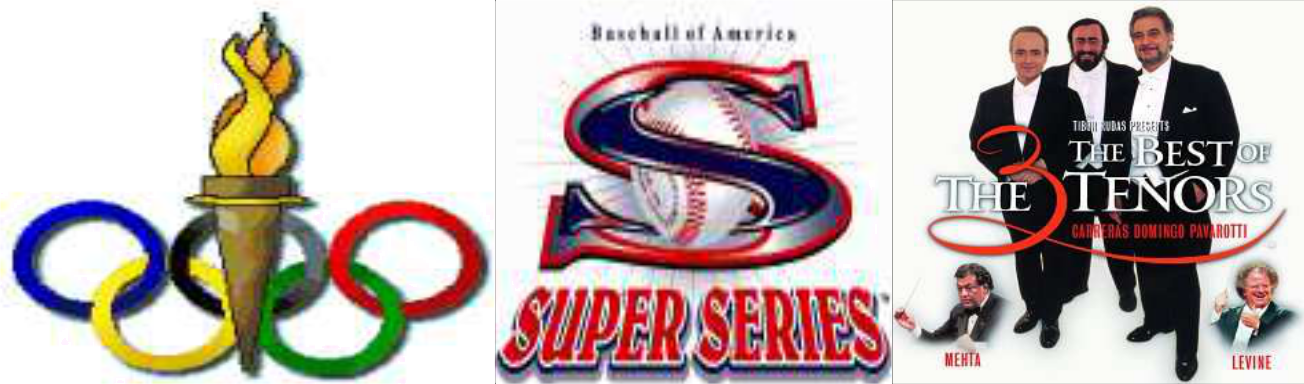 Baseball of America
SUPER SERIES
TIBOR RUDAS PRESENTS
THE BEST OF
THE 3 TENORS
CARRERAS DOMINGO PAVAROTTI
MEHTA
LEVINE